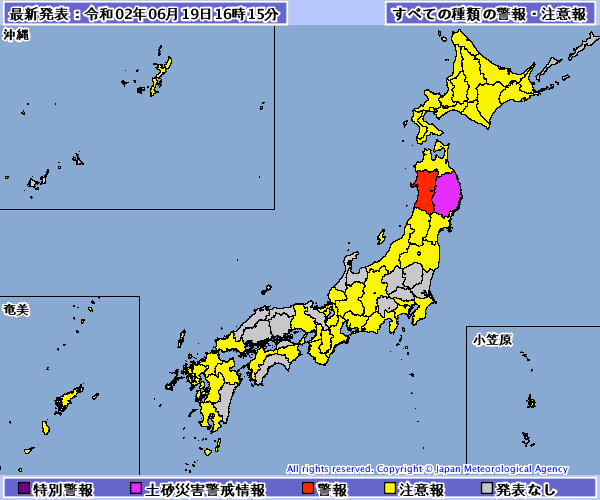 最新発表：令和02年06月19日16時15分
すべての種類の警報・注意報
沖縄
奄美
小笠原
All rights reserved. Copyright © Japan Meteorological Agency
特別警報 土砂災害警戒情報 警報 注意報 発表なし